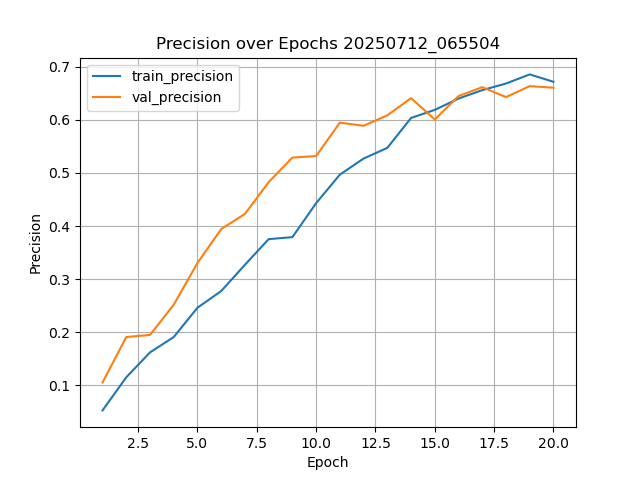 Precision over Epochs 20250712_065504
train_precision
val_precision
0.7
0.6
0.5
0.4
0.3
0.2
0.1
Precision
2.5 5.0 7.5 10.0 12.5 15.0 17.5 20.0
Epoch